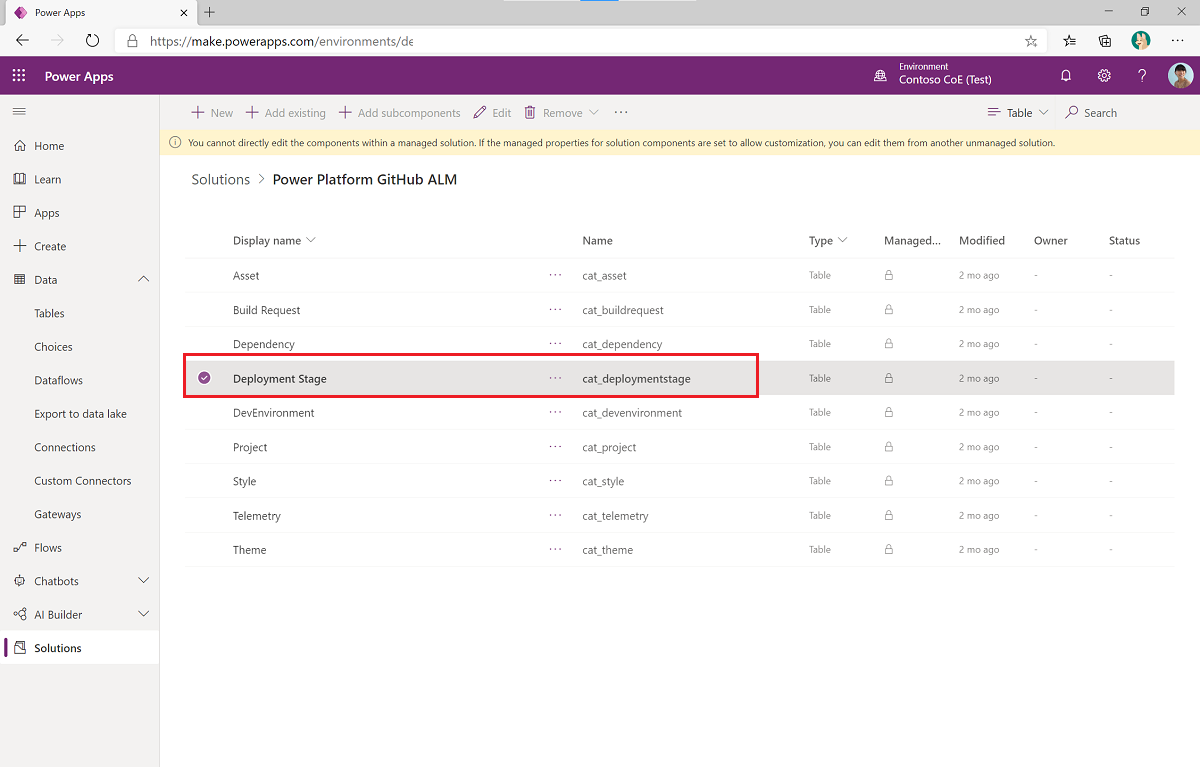 Power Apps
https://make.powerapps.com/environments/de
Power Apps
Environment
Contoso CoE (Test)
?
New
Add existing
Add subcomponents
Edit
Remove
Table
Search
You cannot directly edit the components within a managed solution. If the managed properties for solution components are set to allow customization, you can edit them from another unmanaged solution.
Home
Learn
Apps
Create
Data
Tables
Choices
Dataflows
Export to data lake
Connections
Custom Connectors
Gateways
Flows
Chatbots
AI Builder
Solutions
Solutions > Power Platform GitHub ALM
Display name Name Type Managed... Modified Owner Status
Asset ... cat_asset Table 2 mo ago - -
Build Request ... cat_buildrequest Table 2 mo ago - -
Dependency ... cat_dependency Table 2 mo ago - -
Deployment Stage ... cat_deploymentstage Table 2 mo ago - -
DevEnvironment ... cat_devenvironment Table 2 mo ago - -
Project ... cat_project Table 2 mo ago - -
Style ... cat_style Table 2 mo ago - -
Telemetry ... cat_telemetry Table 2 mo ago - -
Theme ... cat_theme Table 2 mo ago - -